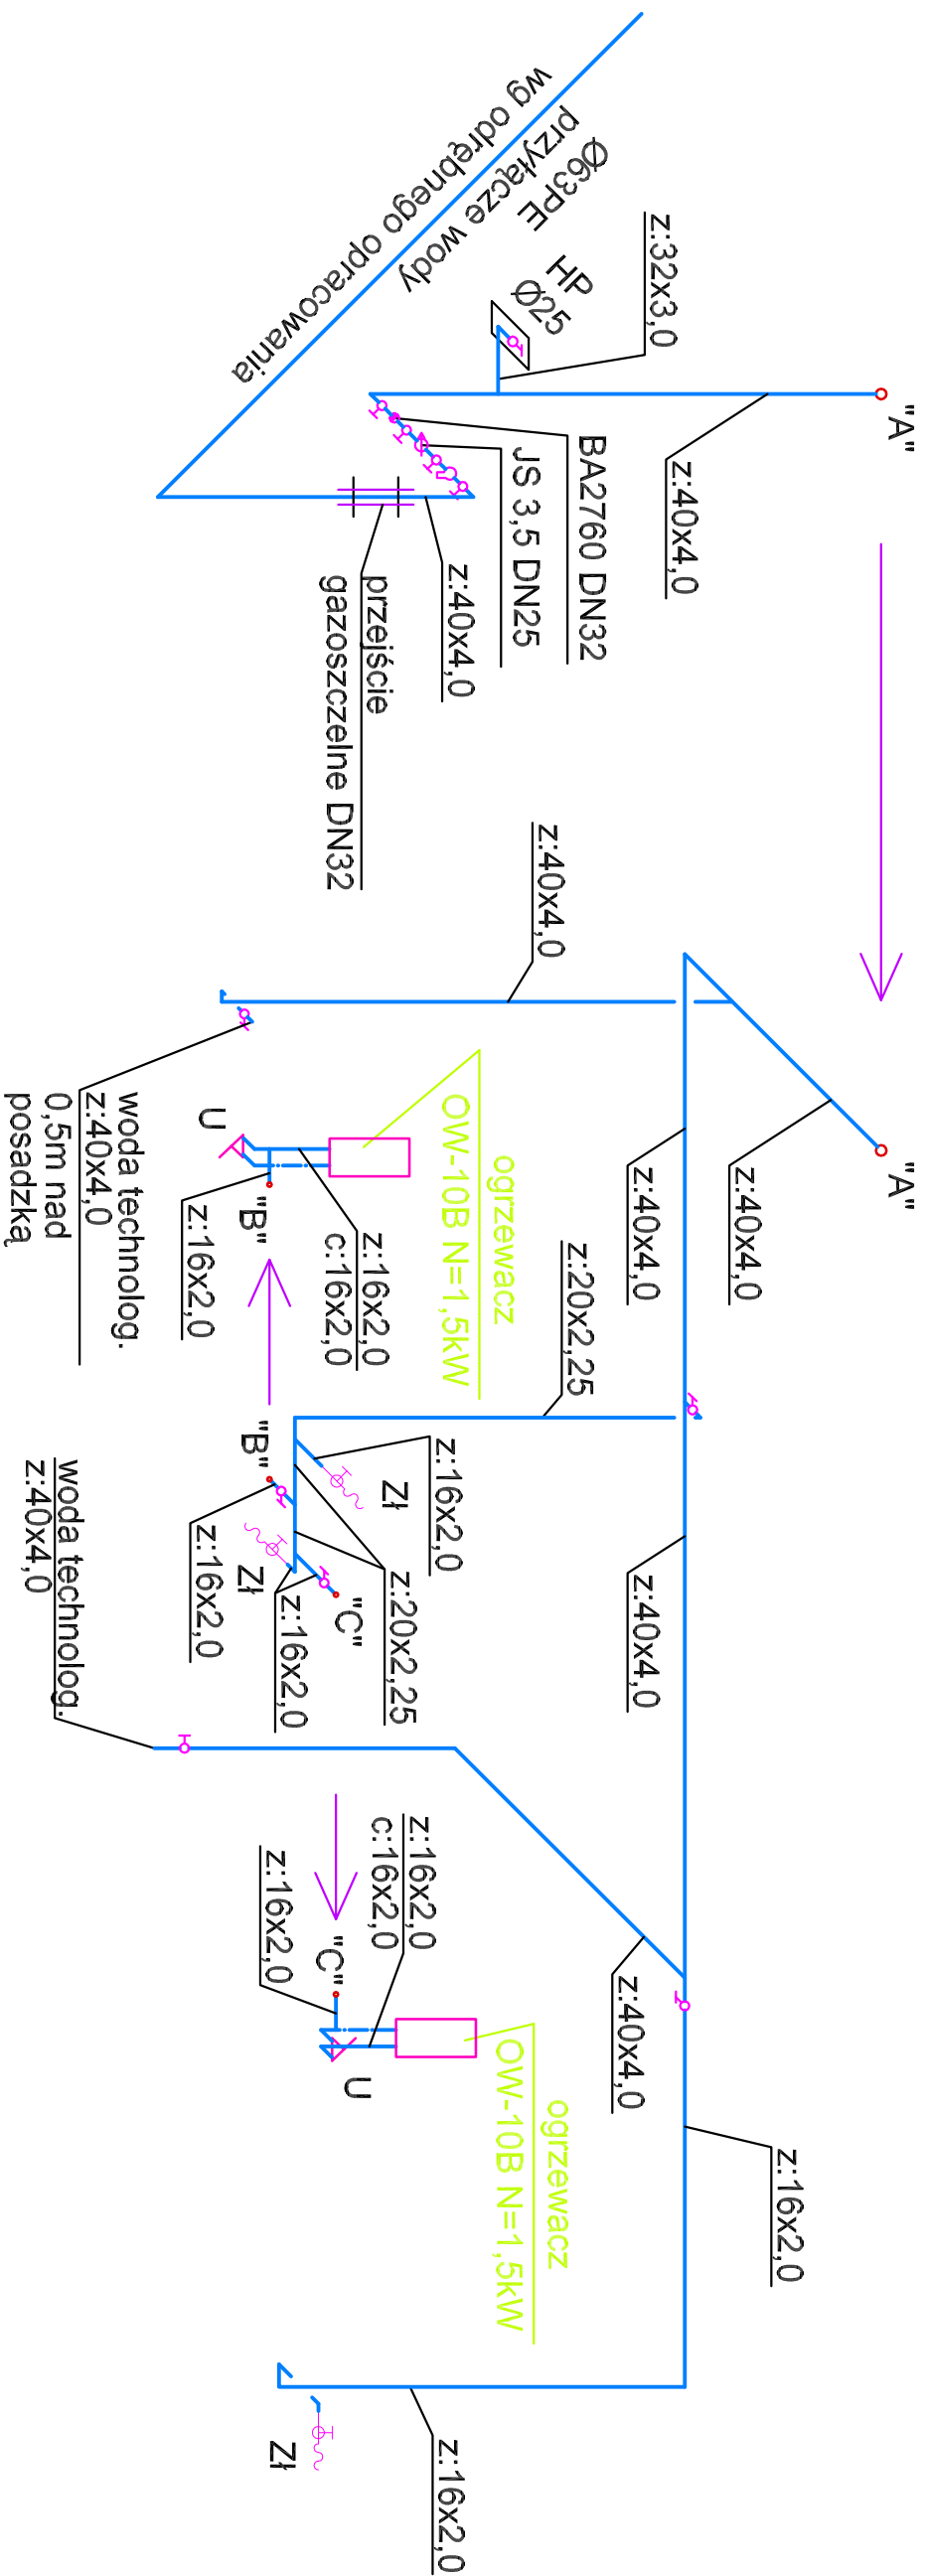 "A"
z:40x4,0
z:32x3,0
HP
Ø25
Ø63PE
przyłącze wody
wg odrębnego opracowania
BA2760 DN32
JS 3,5 DN25
z:40x4,0
przejście
gazoszczelne DN32
"A"
z:40x4,0
z:40x4,0
z:40x4,0
woda technolog.
z:40x4,0
0,5m nad
posadzką
ogrzewacz
OW-10B N=1,5kW
z:16x2,0
c:16x2,0
U
"B"
z:16x2,0
z:20x2,25
z:16x2,0
Zł
"B"
z:16x2,0
Zł
"C"
z:20x2,25
z:16x2,0
z:40x4,0
woda technolog.
z:40x4,0
z:40x4,0
z:16x2,0
c:16x2,0
"C"
z:16x2,0
U
ogrzewacz
OW-10B N=1,5kW
z:16x2,0
z:16x2,0
Zł